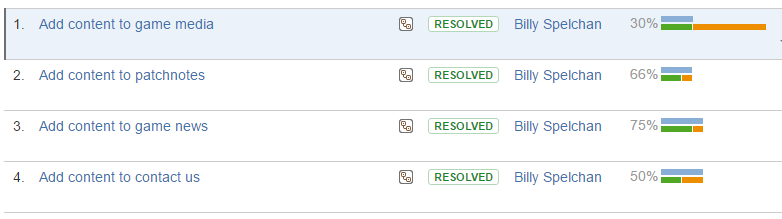 1. Add content to game media RESOLVED Billy Spelchan 30%
2. Add content to patchnotes RESOLVED Billy Spelchan 66%
3. Add content to game news RESOLVED Billy Spelchan 75%
4. Add content to contact us RESOLVED Billy Spelchan 50%